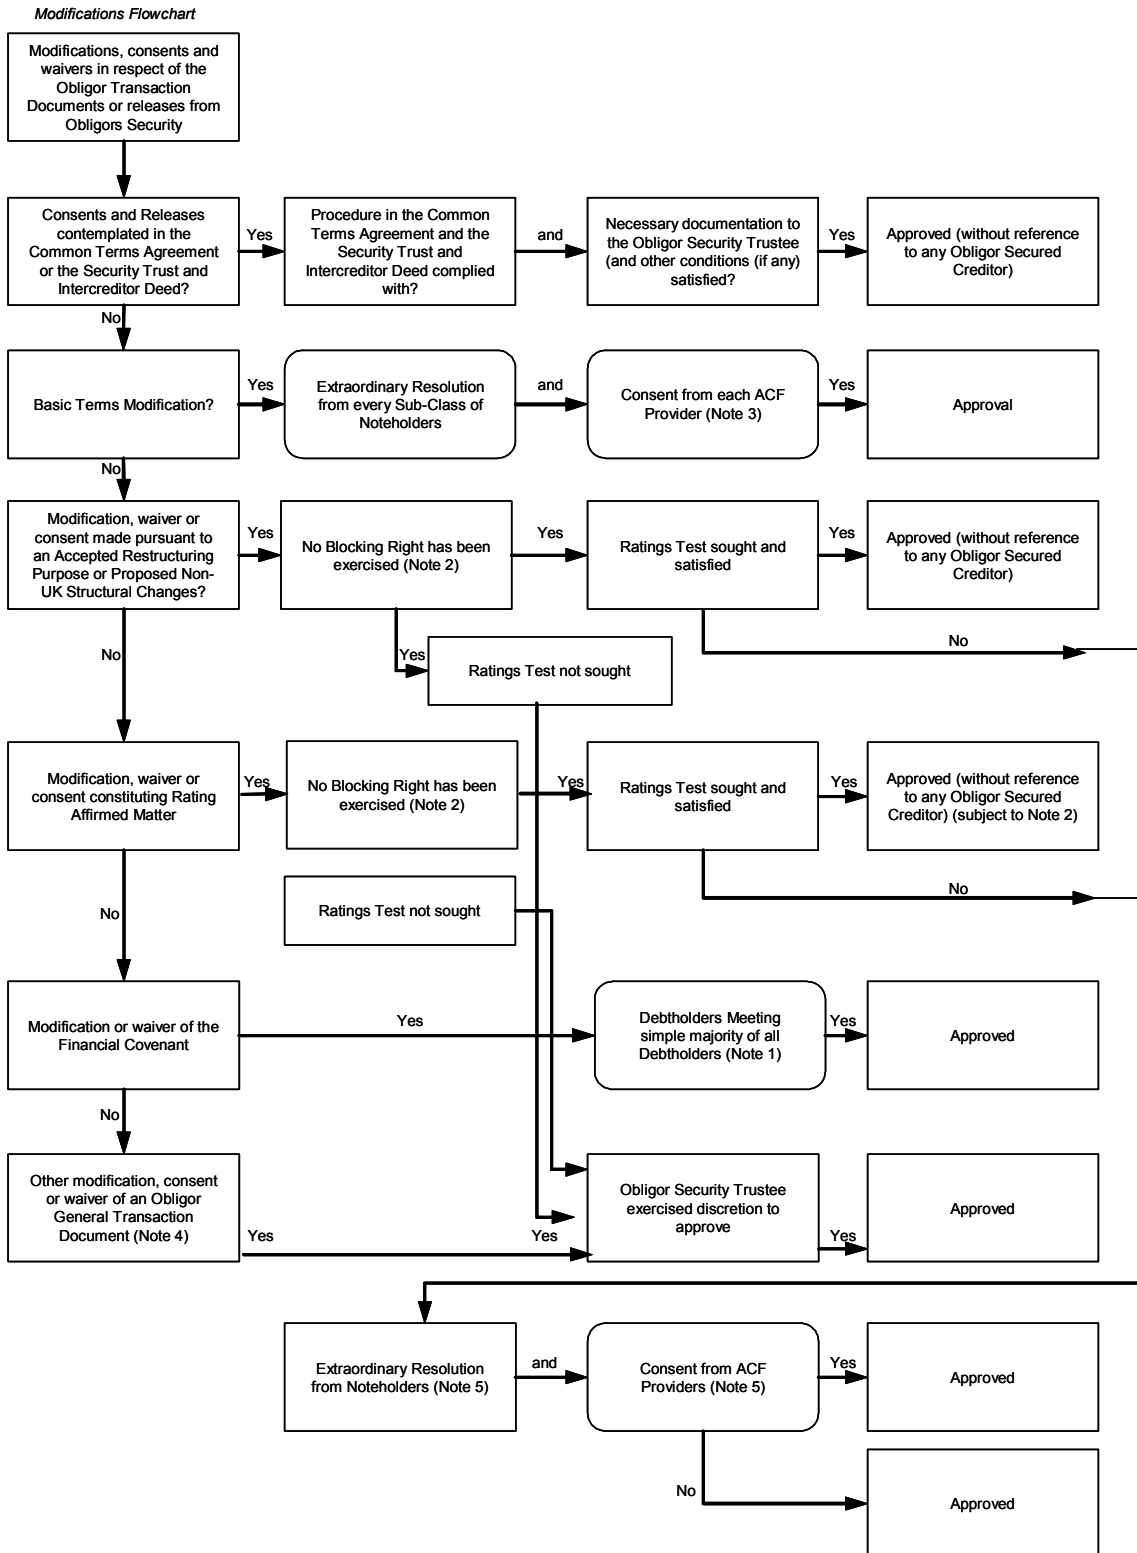 Modifications Flowchart
Modifications, consents and
waivers in respect of the
Obligor Transaction
Documents or releases from
Obligors Security
Consents and Releases
contemplated in the
Common Terms Agreement
or the Security Trust and
Intercreditor Deed?
Yes
Procedure in the Common
Terms Agreement and the
Security Trust and
Intercreditor Deed complied
with?
and
Necessary documentation to
the Obligor Security Trustee
(and other conditions (if any)
satisfied?
Yes
Approved (without reference
to any Obligor Secured
Creditor)
No
Basic Terms Modification?
Yes
Extraordinary Resolution
from every Sub-Class of
Noteholders
and
Consent from each ACF
Provider (Note 3)
Yes
Approval
No
Modification, waiver or
consent made pursuant to
an Accepted Restructuring
Purpose or Proposed Non-
UK Structural Changes?
Yes
No Blocking Right has been
exercised (Note 2)
Yes
Ratings Test sought and
satisfied
Yes
Approved (without reference
to any Obligor Secured
Creditor)
No
Yes
Ratings Test not sought
No
Modification, waiver or
consent constituting Rating
Affirmed Matter
Yes
No Blocking Right has been
exercised (Note 2)
Yes
Ratings Test sought and
satisfied
Yes
Approved (without reference
to any Obligor Secured
Creditor) (subject to Note 2)
No
Ratings Test not sought
No
Modification or waiver of the
Financial Covenant
Yes
Debtholders Meeting
simple majority of all
Debtholders (Note 1)
Yes
Approved
No
Other modification, consent
or waiver of an Obligor
General Transaction
Document (Note 4)
Yes
Yes
Obligor Security Trustee
exercised discretion to
approve
Yes
Approved
Extraordinary Resolution
from Noteholders (Note 5)
and
Consent from ACF
Providers (Note 5)
Yes
Approved
No
Approved